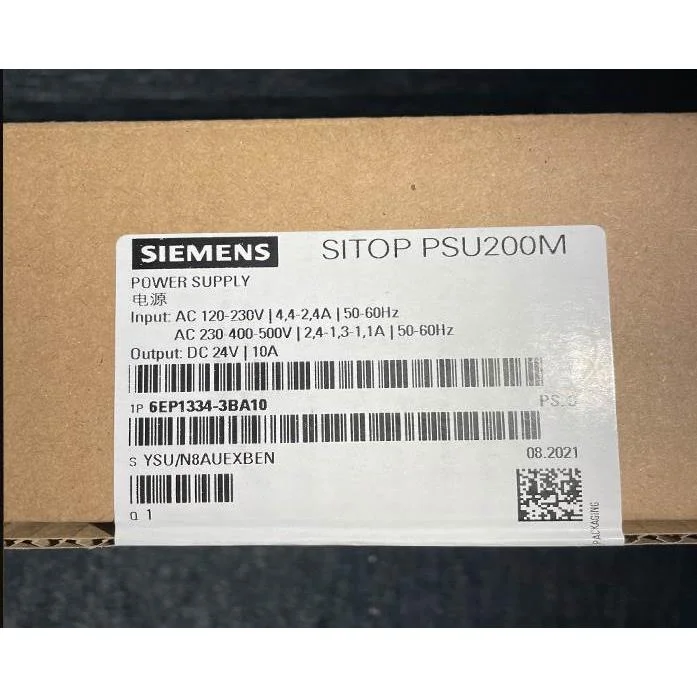 SIEMENS SITOP PSU200M
POWER SUPPLY
电源
Input: AC 120-230V | 4,4-2,4A | 50-60Hz
AC 230-400-500V | 2,4-1,3-1,1A | 50-60Hz
Output: DC 24V | 10A
1P 6EP1334-3BA10
S YSU/N8AUEXBEN
08.2021
Q 1
PACKAGING